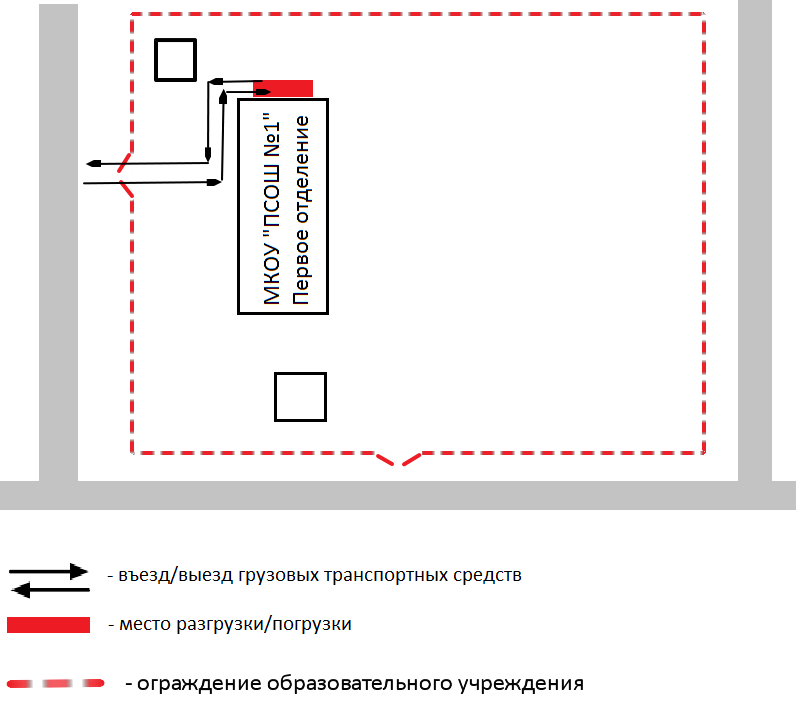 МКОУ "ПСОШ №1"
Первое отделение
- въезд/выезд грузовых транспортных средств
- место разгрузки/погрузки
- ограждение образовательного учреждения